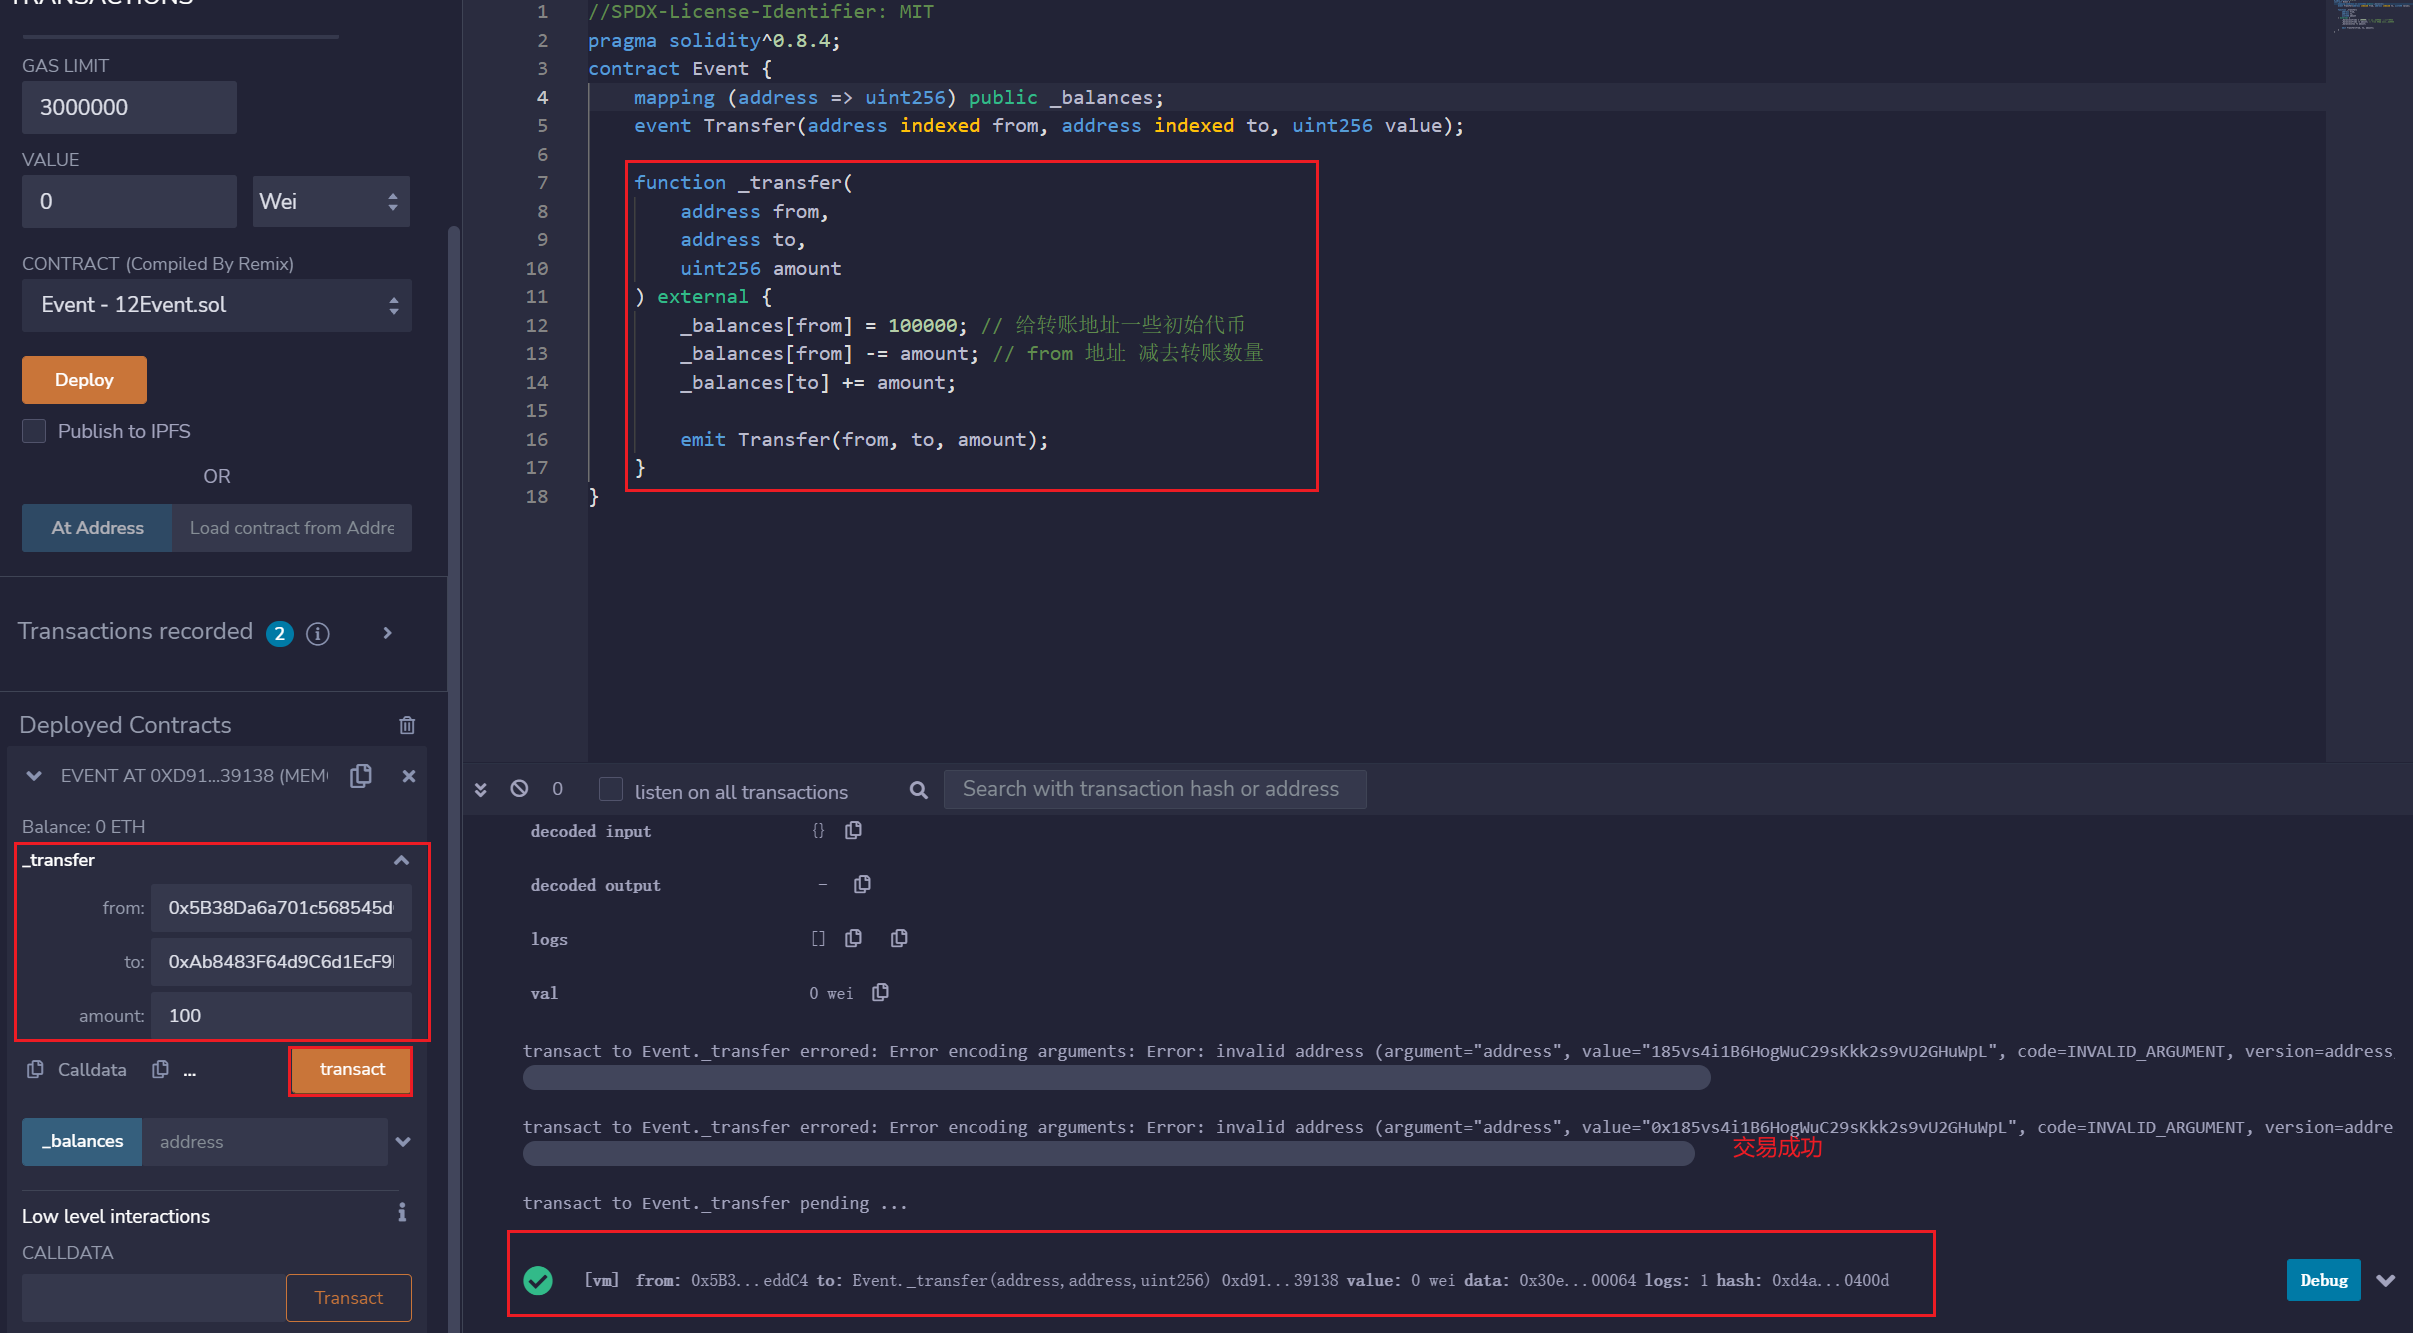 GAS LIMIT
3000000
VALUE
0
Wei
CONTRACT (Compiled By Remix)
Event - 12Event.sol
Deploy
Publish to IPFS
OR
At Address
Load contract from Addre
Transactions recorded 2
Deployed Contracts
EVENT AT 0XD91...39138 (MEM
Balance: 0 ETH
_transfer
from: 0x5B38Da6a701c568545d
to: 0xAb8483F64d9C6d1EcF9
amount: 100
Calldata
...
transact
_balances
address
Low level interactions
CALLDATA
Transact
1 //SPDX-License-Identifier: MIT
2 pragma solidity^0.8.4;
3 contract Event {
4 mapping (address => uint256) public _balances;
5 event Transfer(address indexed from, address indexed to, uint256 value);
6
7 function _transfer(
8 address from,
9 address to,
10 uint256 amount
11 ) external {
12 _balances[from] = 100000; // 给转账地址一些初始代币
13 _balances[from] -= amount; // from 地址 减去转账数量
14 _balances[to] += amount;
15
16 emit Transfer(from, to, amount);
17 }
18 }
0
listen on all transactions
Search with transaction hash or address
decoded input {}
decoded output -
logs []
val 0 wei
transact to Event._transfer errored: Error encoding arguments: Error: invalid address (argument="address", value="185vs4i1B6HogWuC29sKkk2s9vU2GHuWpL", code=INVALID_ARGUMENT, version=address
transact to Event._transfer errored: Error encoding arguments: Error: invalid address (argument="address", value="0x185vs4i1B6HogWuC29sKkk2s9vU2GHuWpL", code=INVALID_ARGUMENT, version=addre
交易成功
transact to Event._transfer pending ...
[vm] from: 0x5B3...eddC4 to: Event._transfer(address,address,uint256) 0xd91...39138 value: 0 wei data: 0x30e...00064 logs: 1 hash: 0xd4a...0400d
Debug